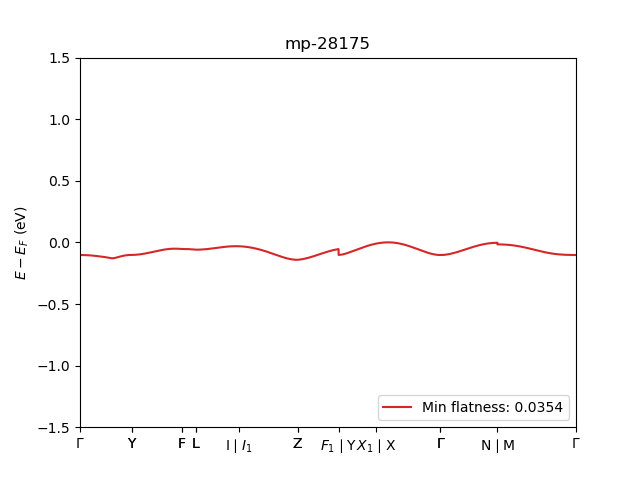 mp-28175
1.5
1.0
0.5
0.0
−0.5
−1.0
−1.5
E − E_F (eV)
Min flatness: 0.0354
Γ Y F L I | I₁ Z F₁ | Y X₁ | X Γ N | M Γ